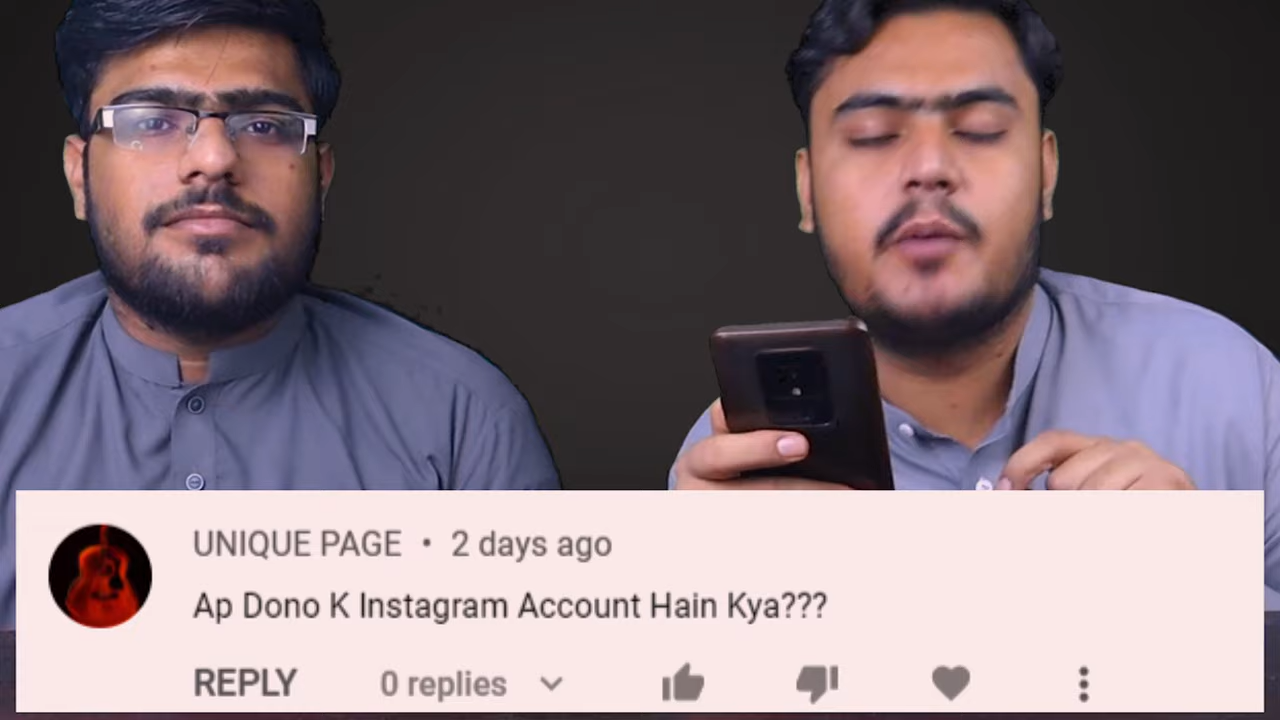 UNIQUE PAGE • 2 days ago
Ap Dono K Instagram Account Hain Kya???
REPLY 0 replies